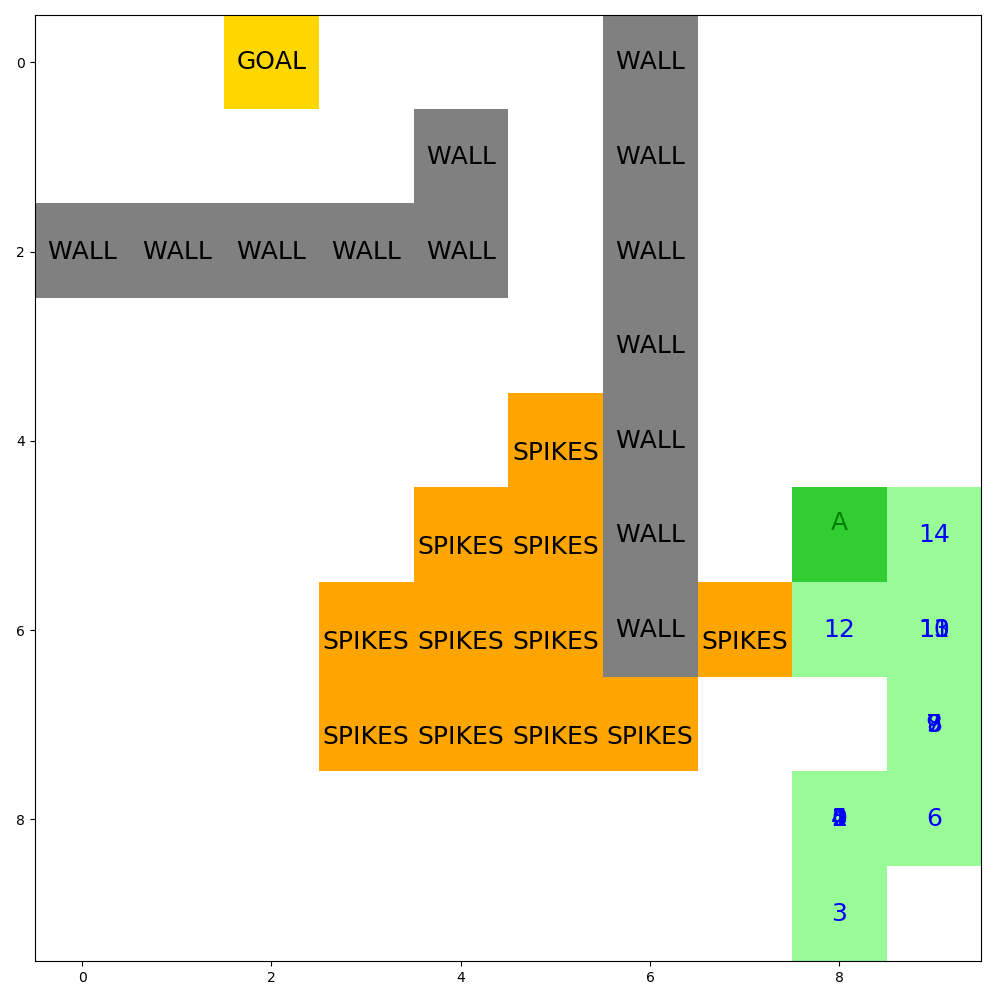 GOAL WALL
0
WALL WALL
WALL WALL WALL WALL WALL WALL
2
WALL
SPIKES WALL
4
A
SPIKES SPIKES WALL 14
SPIKES SPIKES SPIKES WALL SPIKES 12
6
SPIKES SPIKES SPIKES SPIKES
6
8
3
0 2 4 6 8